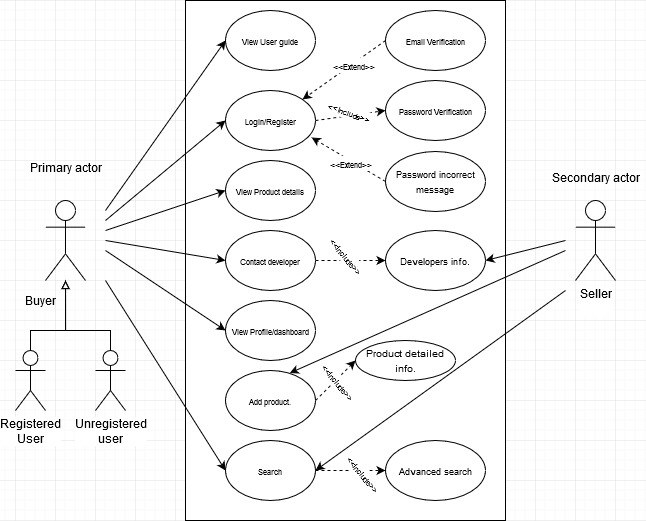 View User guide
Email Verification
<<Extend>>
Login/Register
<<Include>>
Password Verification
<<Extend>>
Password incorrect
message
Primary actor
View Product details
Secondary actor
Contact developer
<<Include>>
Developers info.
Buyer
Seller
View Profile/dashboard
Product detailed
info.
<<Include>>
Add product.
Registered
User
Unregistered
user
Search
<<Include>>
Advanced search